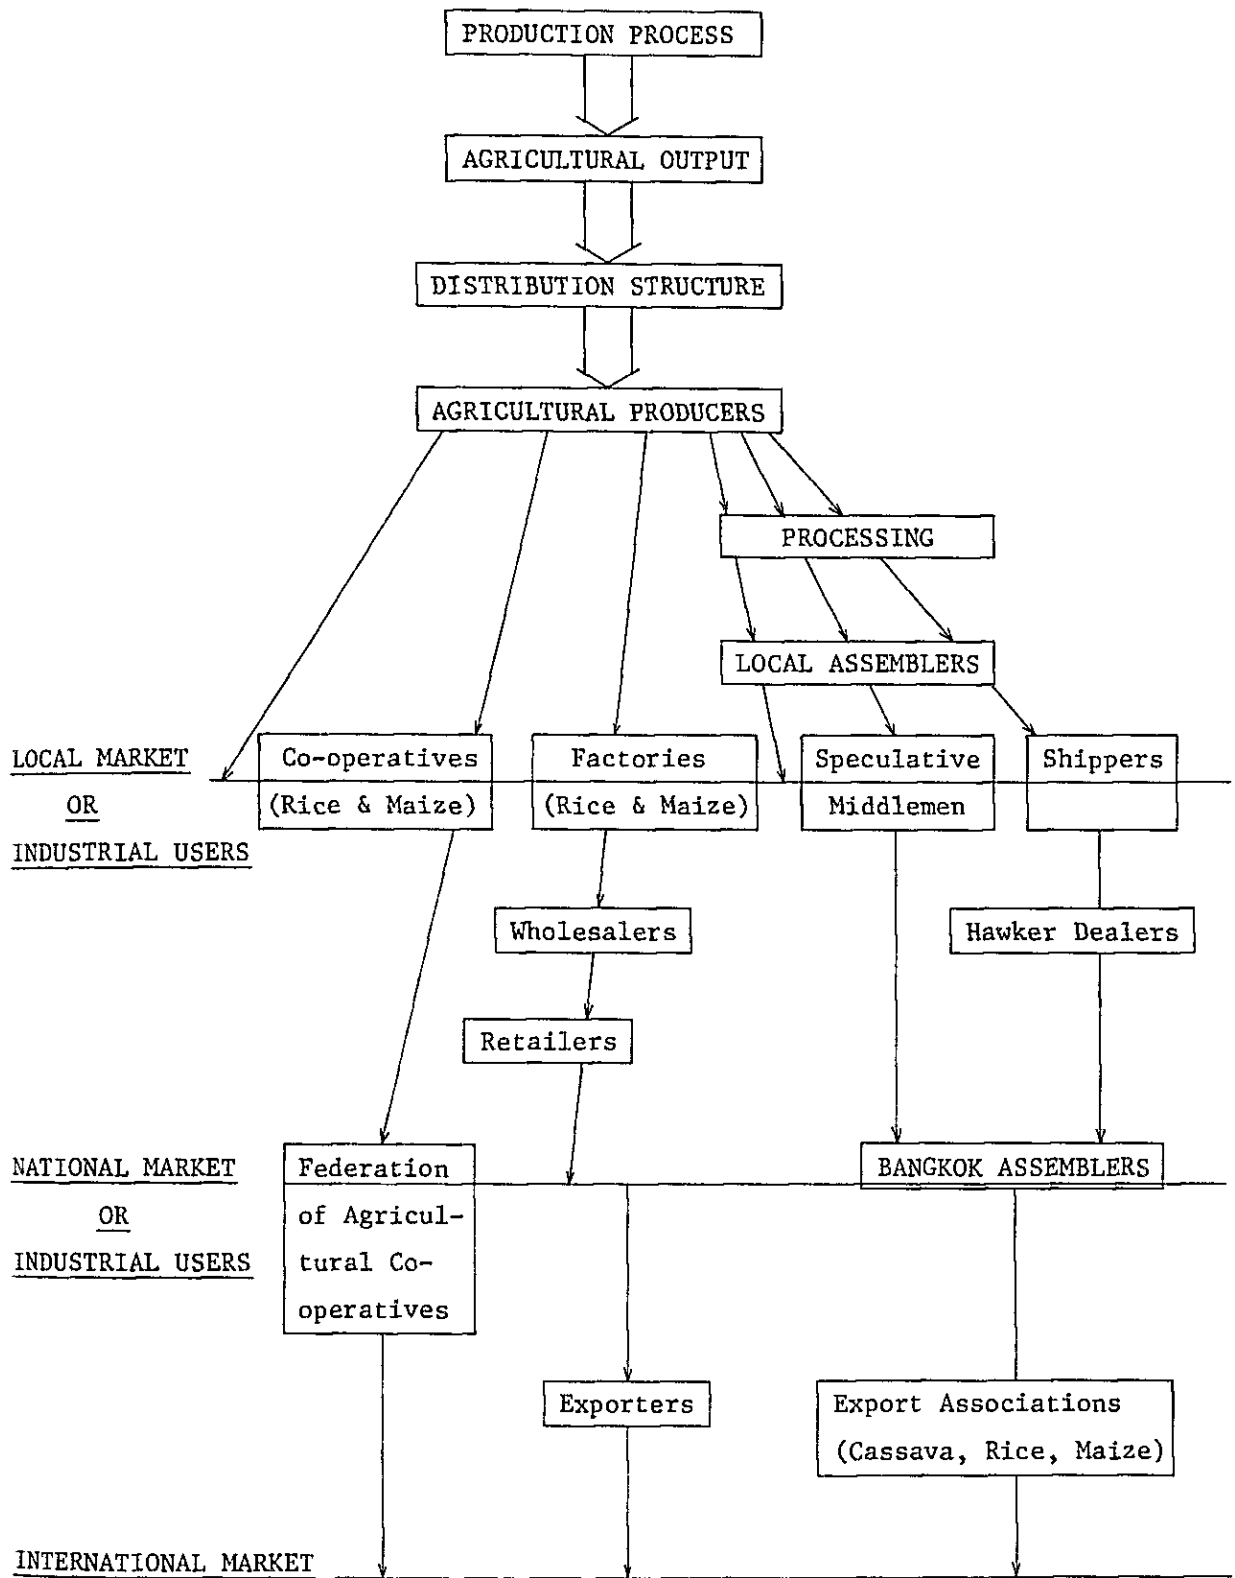 PRODUCTION PROCESS
AGRICULTURAL OUTPUT
DISTRIBUTION STRUCTURE
AGRICULTURAL PRODUCERS
PROCESSING
LOCAL ASSEMBLERS
LOCAL MARKET
OR
INDUSTRIAL USERS
Co-operatives
(Rice & Maize)
Factories
(Rice & Maize)
Speculative
Middlemen
Shippers
Wholesalers
Hawker Dealers
Retailers
NATIONAL MARKET
OR
INDUSTRIAL USERS
Federation
of Agricul-
tural Co-
operatives
BANGKOK ASSEMBLERS
Exporters
Export Associations
(Cassava, Rice, Maize)
INTERNATIONAL MARKET